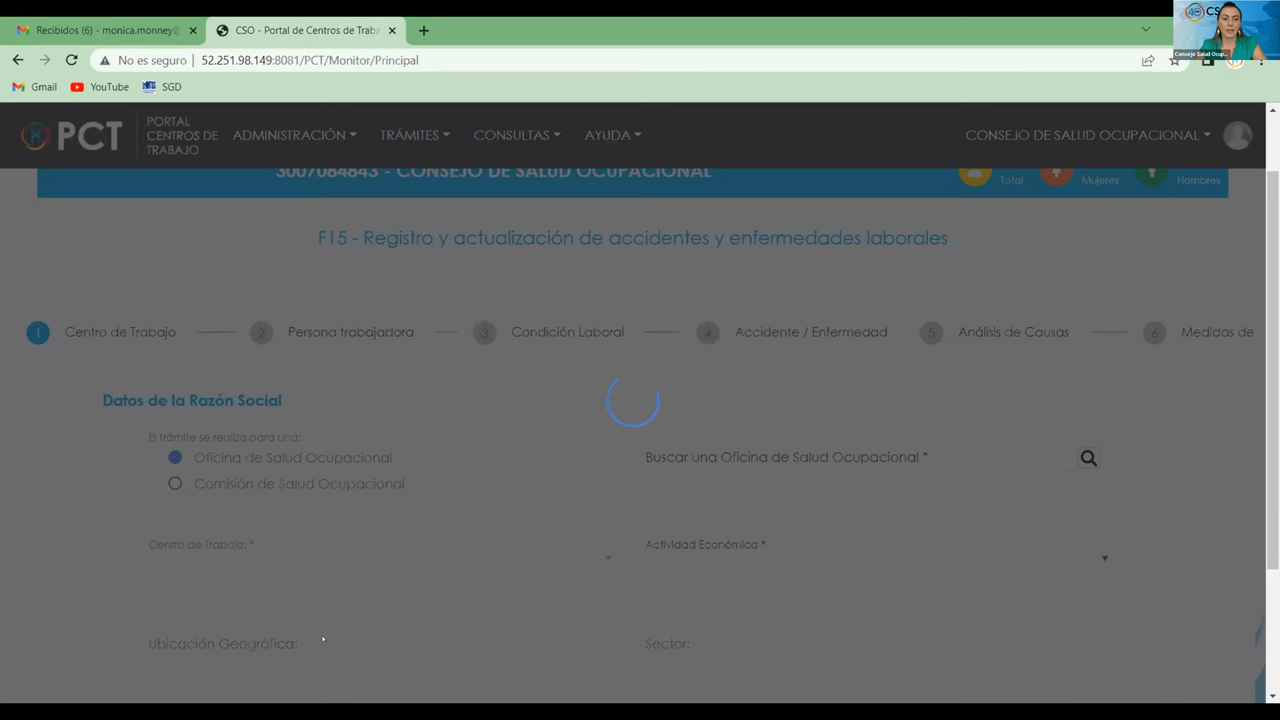 Recibidos (6) - monica.monney@
CSO - Portal de Centros de Traba
No es seguro
52.251.98.149:8081/PCT/Monitor/Principal
Gmail
YouTube
SGD
Consejo Salud Ocup...
PCT
PORTAL
CENTROS DE
TRABAJO
ADMINISTRACIÓN
TRÁMITES
CONSULTAS
AYUDA
CONSEJO DE SALUD OCUPACIONAL
3007084843 - CONSEJO DE SALUD OCUPACIONAL
Total
Mujeres
Hombres
F15 - Registro y actualización de accidentes y enfermedades laborales
1 Centro de Trabajo
2 Persona trabajadora
3 Condición Laboral
4 Accidente / Enfermedad
5 Análisis de Causas
6 Medidas de
Datos de la Razón Social
El trámite se realiza para una:
Oficina de Salud Ocupacional
Comisión de Salud Ocupacional
Buscar una Oficina de Salud Ocupacional *
Centro de Trabajo: *
Actividad Económica *
Ubicación Geográfica:
Sector: